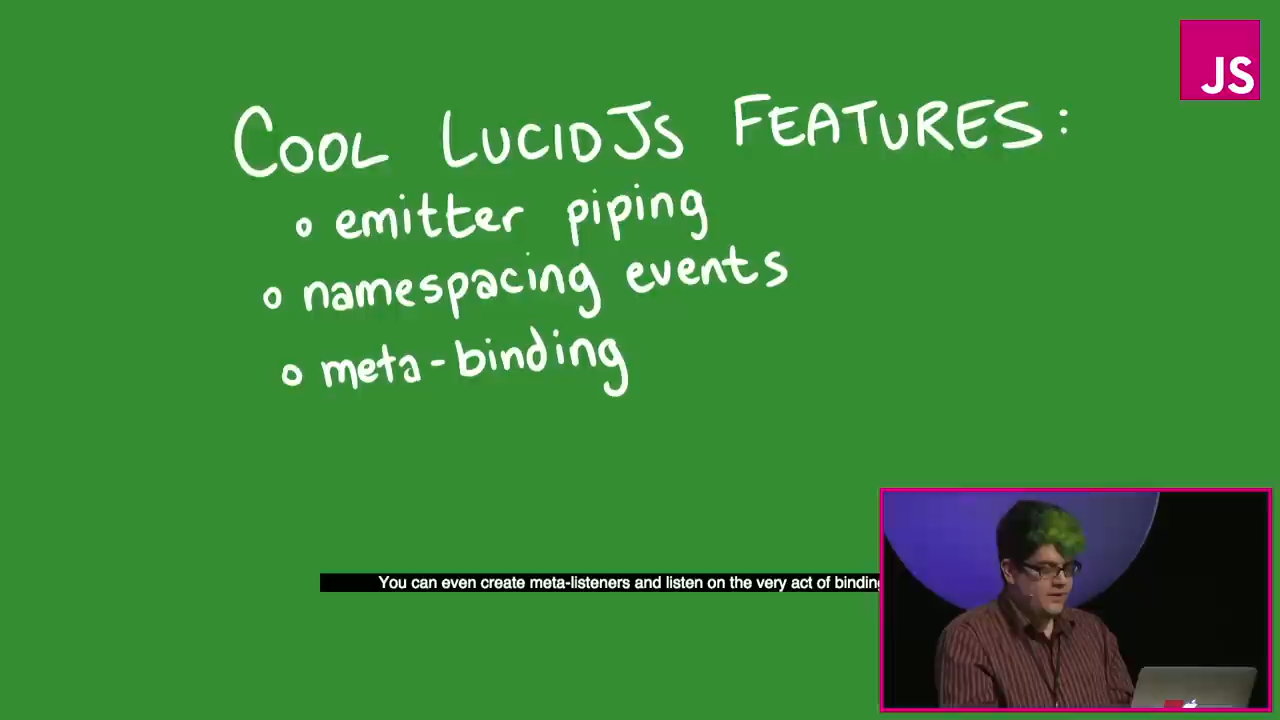 JS
COOL LUCIDJS FEATURES:
emitter piping
namespacing events
meta-binding
You can even create meta-listeners and listen on the very act of binding